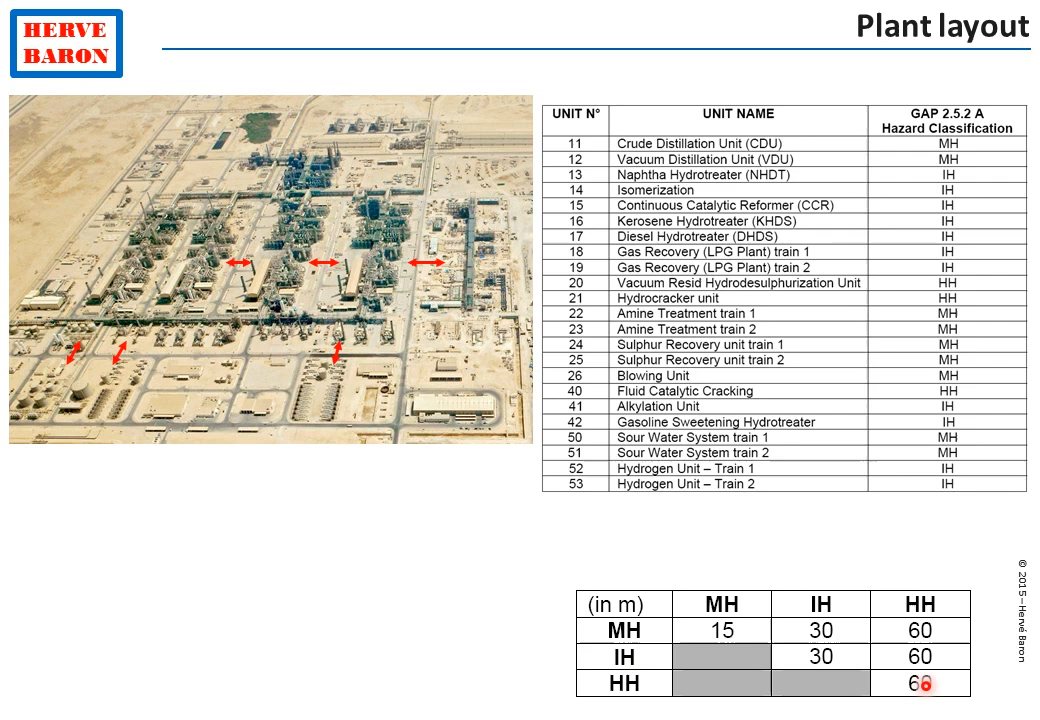 HERVE
BARON
Plant layout
UNIT N° UNIT NAME GAP 2.5.2 A
Hazard Classification
11 Crude Distillation Unit (CDU) MH
12 Vacuum Distillation Unit (VDU) MH
13 Naphtha Hydrotreater (NHDT) IH
14 Isomerization IH
15 Continuous Catalytic Reformer (CCR) IH
16 Kerosene Hydrotreater (KHDS) IH
17 Diesel Hydrotreater (DHDS) IH
18 Gas Recovery (LPG Plant) train 1 IH
19 Gas Recovery (LPG Plant) train 2 IH
20 Vacuum Resid Hydrodesulphurization Unit HH
21 Hydrocracker unit HH
22 Amine Treatment train 1 MH
23 Amine Treatment train 2 MH
24 Sulphur Recovery unit train 1 MH
25 Sulphur Recovery unit train 2 MH
26 Blowing Unit MH
40 Fluid Catalytic Cracking HH
41 Alkylation Unit IH
42 Gasoline Sweetening Hydrotreater IH
50 Sour Water System train 1 MH
51 Sour Water System train 2 MH
52 Hydrogen Unit – Train 1 IH
53 Hydrogen Unit – Train 2 IH
(in m) MH IH HH
MH 15 30 60
IH 30 60
HH 60
© 2015 – Hervé Baron